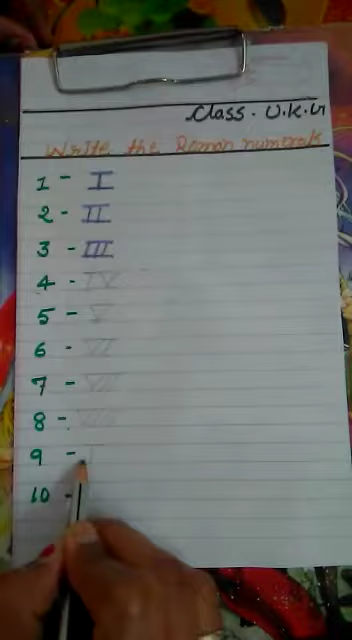 Class. U.K.G
Write the Roman numerals
1 - I
2 - II
3 - III
4 - IV
5 - V
6 - VI
7 - VII
8 - VIII
9 -
10 -